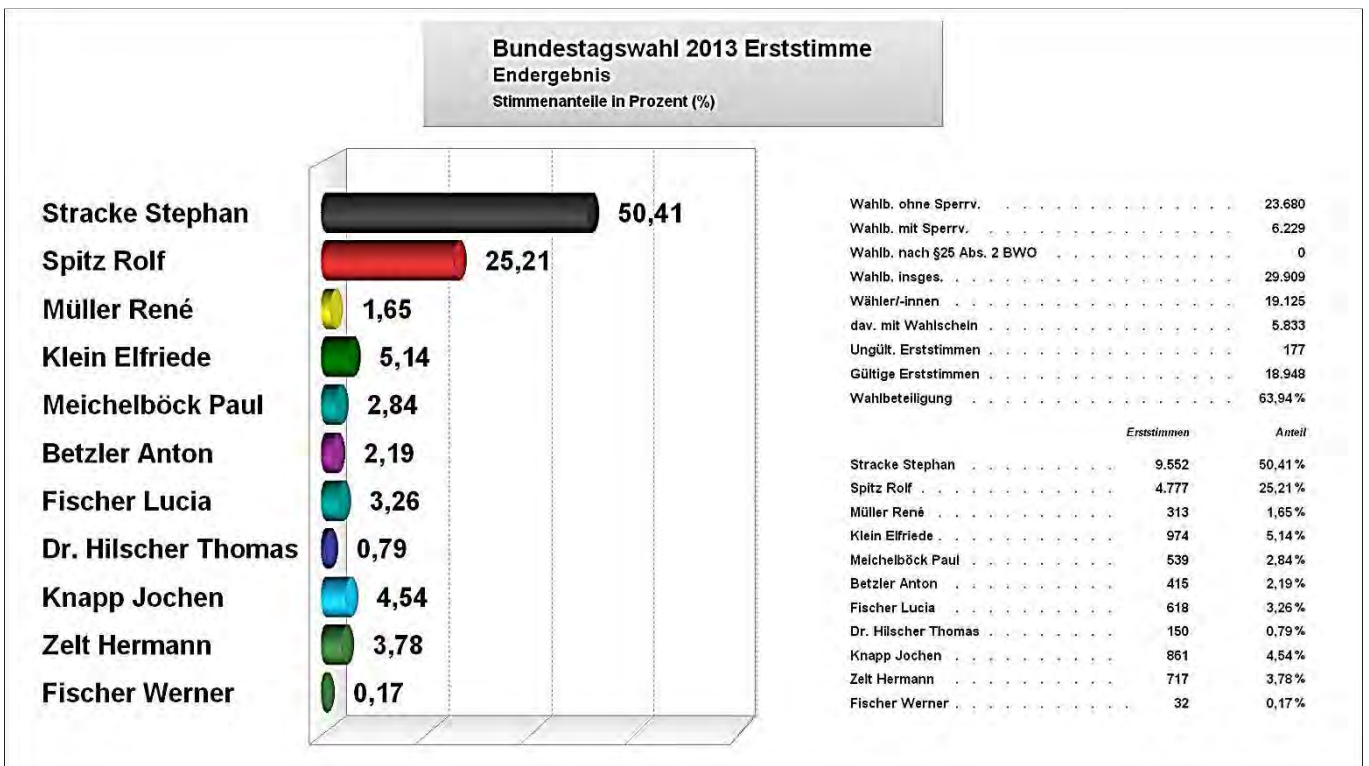 Bundestagswahl 2013 Erststimme
Endergebnis
Stimmenanteile in Prozent (%)
Stracke Stephan 50,41
Spitz Rolf 25,21
Müller René 1,65
Klein Elfriede 5,14
Meichelböck Paul 2,84
Betzler Anton 2,19
Fischer Lucia 3,26
Dr. Hilscher Thomas 0,79
Knapp Jochen 4,54
Zelt Hermann 3,78
Fischer Werner 0,17
Wahlb. ohne Sperrv. . . . . . . . . . . . . . . 23.680
Wahlb. mit Sperrv. . . . . . . . . . . . . . . . 6.229
Wahlb. nach §25 Abs. 2 BWO . . . . . . . . . . . 0
Wahlb. insges. . . . . . . . . . . . . . . . . . 29.909
Wähler/-innen . . . . . . . . . . . . . . . . . 19.125
dav. mit Wahlschein . . . . . . . . . . . . . . . 5.833
Ungült. Erststimmen . . . . . . . . . . . . . . . 177
Gültige Erststimmen . . . . . . . . . . . . . . . 18.948
Wahlbeteiligung . . . . . . . . . . . . . . . . 63,94%
Erststimmen Anteil
Stracke Stephan . . . . . . . . . 9.552 50,41%
Spitz Rolf . . . . . . . . . . . . 4.777 25,21%
Müller René . . . . . . . . . . . 313 1,65%
Klein Elfriede . . . . . . . . . . . 974 5,14%
Meichelböck Paul . . . . . . . . . 539 2,84%
Betzler Anton . . . . . . . . . . 415 2,19%
Fischer Lucia . . . . . . . . . . 618 3,26%
Dr. Hilscher Thomas . . . . . . . . 150 0,79%
Knapp Jochen . . . . . . . . . . 861 4,54%
Zelt Hermann . . . . . . . . . . 717 3,78%
Fischer Werner . . . . . . . . . . . 32 0,17%